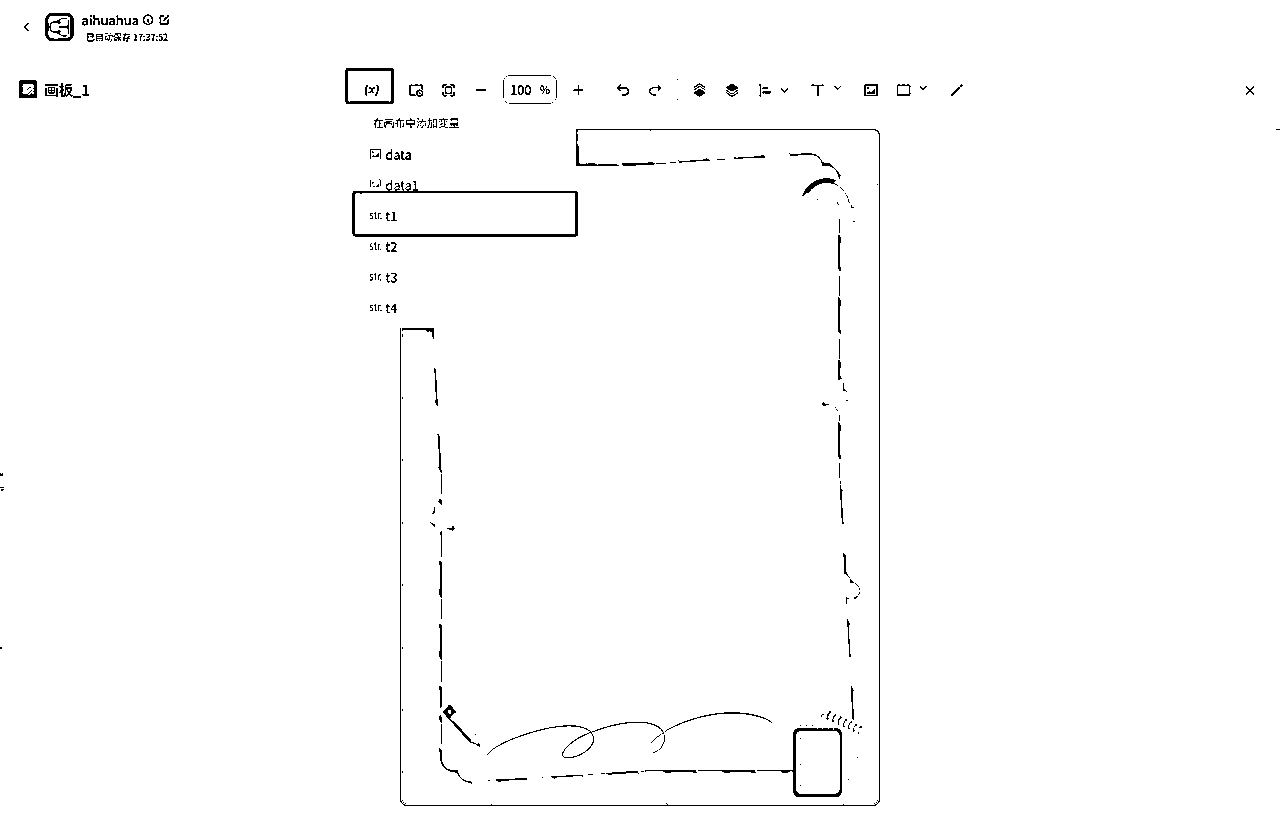 aihuahua
已自动保存 17:37:52
画板_1
(x)
100 %
T
在画布中添加变量
data
data1
str. t1
str. t2
str. t3
str. t4